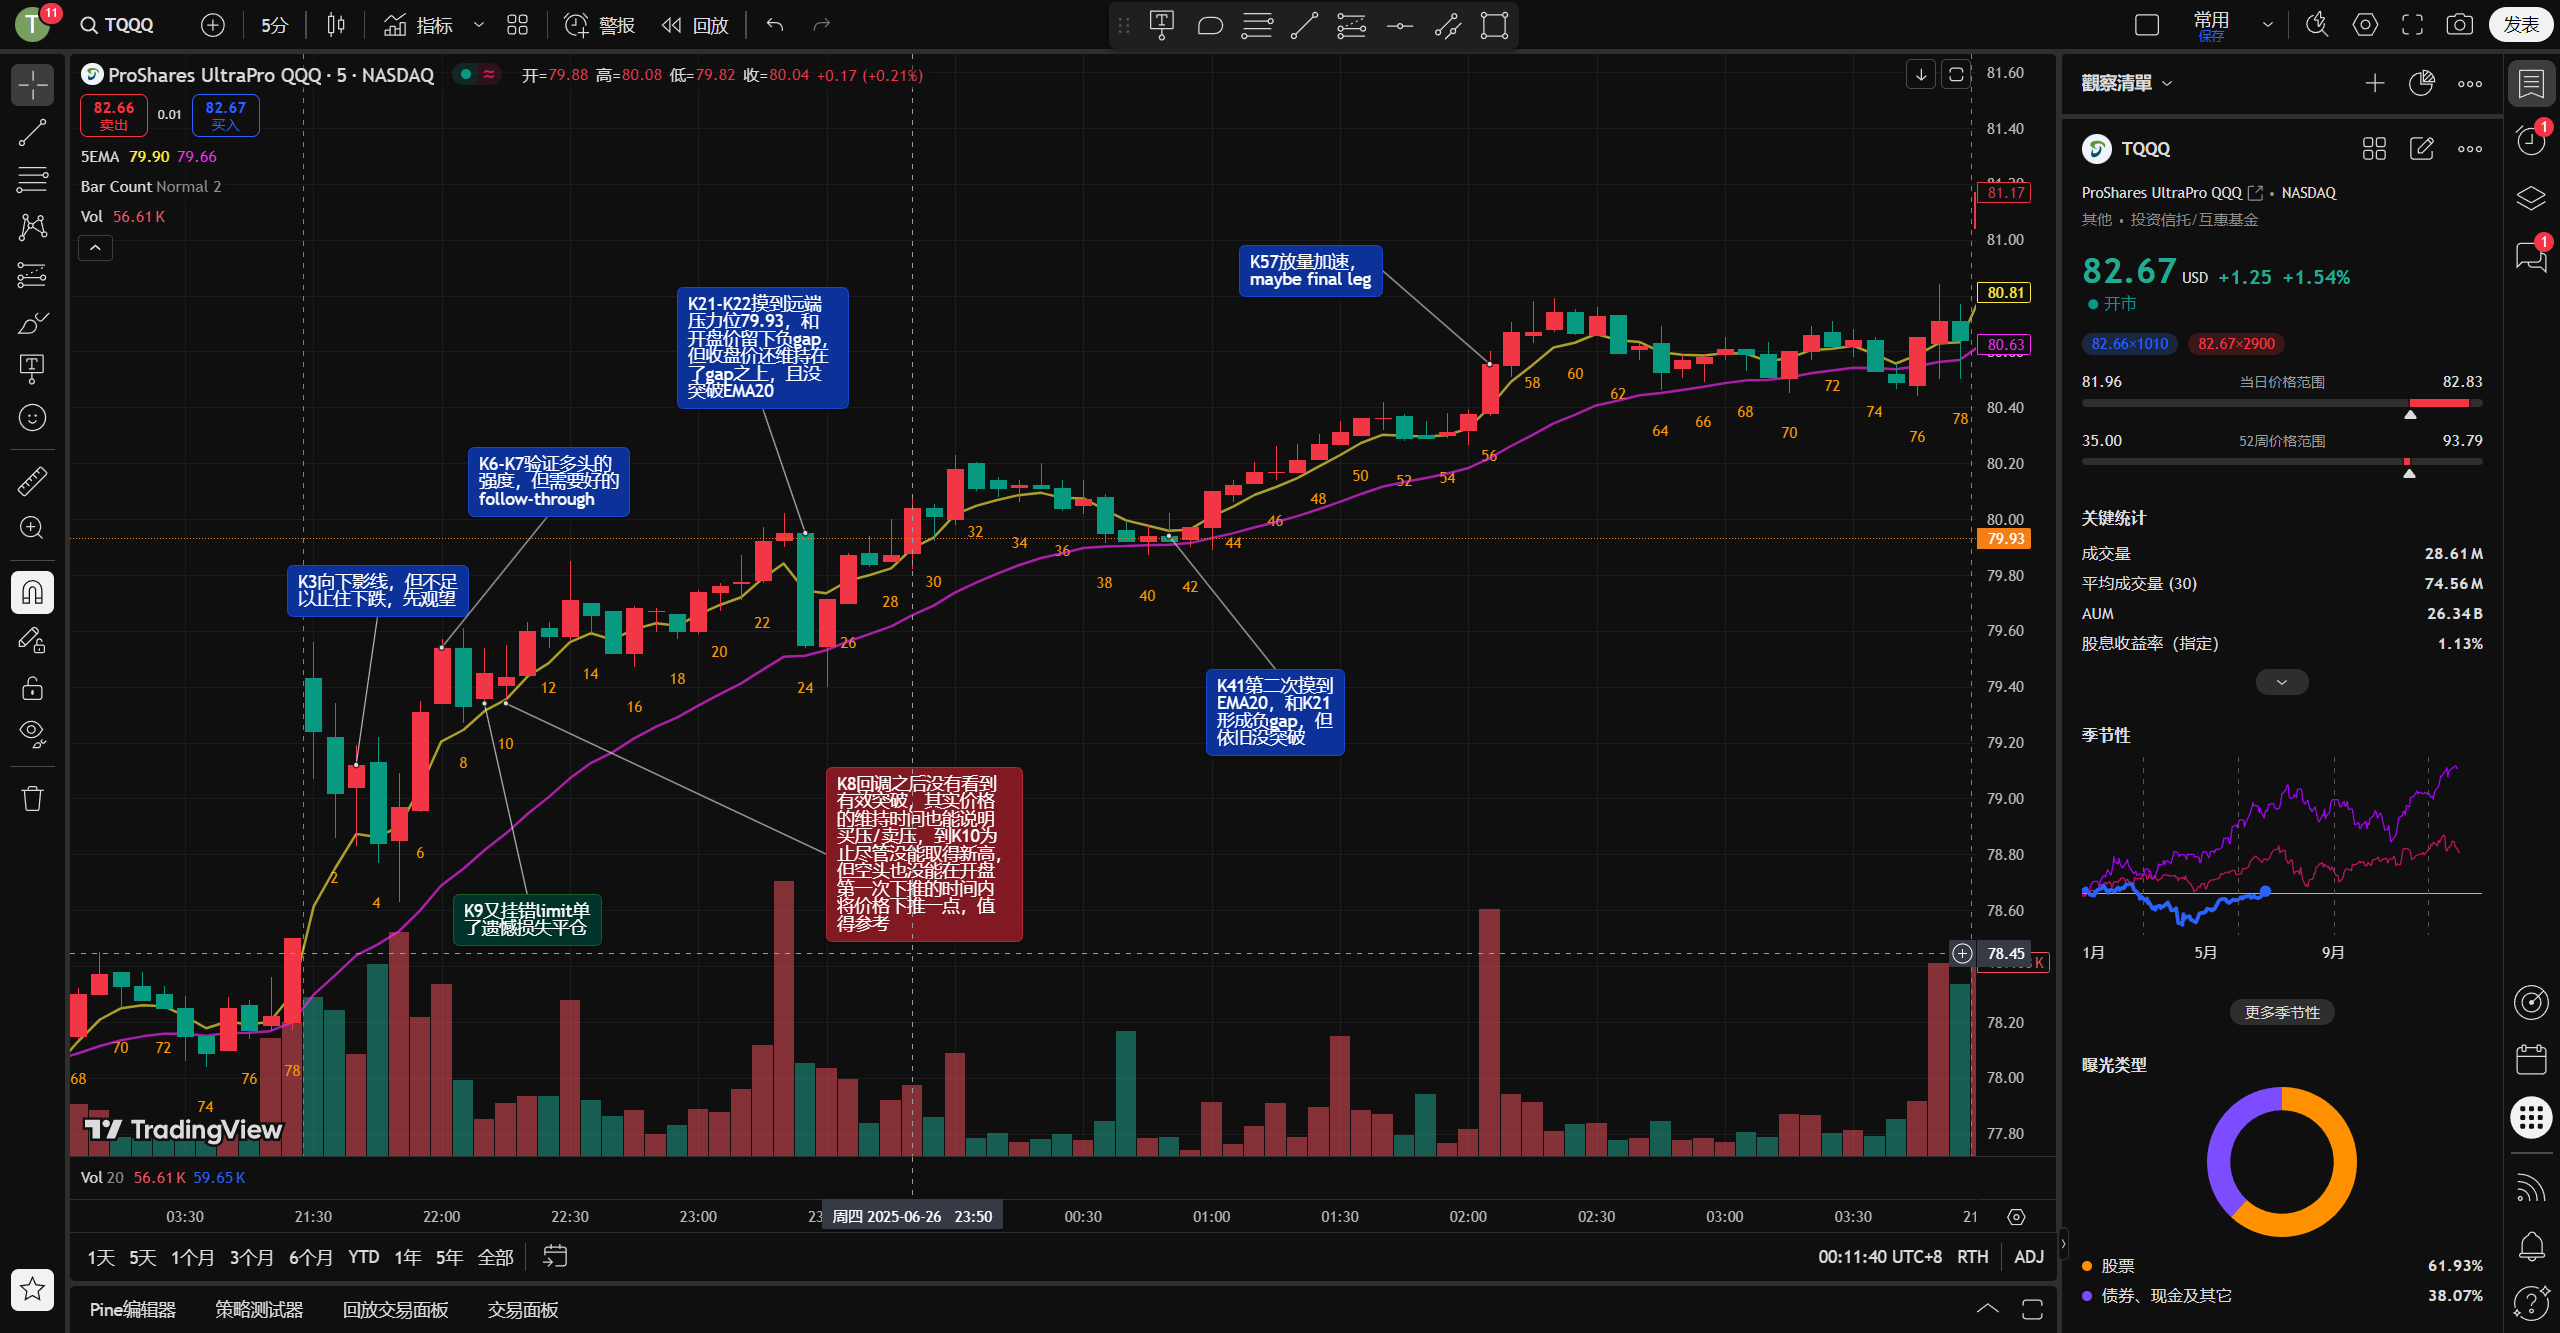 T
11
TQQQ
5分
指标
警报
回放
常用
保存
发表
ProShares UltraPro QQQ · 5 · NASDAQ
开=79.88 高=80.08 低=79.82 收=80.04 +0.17 (+0.21%)
82.66
卖出
0.01
82.67
买入
5EMA 79.90 79.66
Bar Count Normal 2
Vol 56.61 K
K3向下影线，但不足
以止住下跌，先观望
K6-K7验证多头的
强度，但需要好的
follow-through
K21-K22摸到远端
压力位79.93，和
开盘价留下负gap，
但收盘价还维持在
了gap之上，且没
突破EMA20
K57放量加速，
maybe final leg
K41第二次摸到
EMA20，和K21
形成负gap，但
依旧没突破
K9又挂错limit单
了遗憾损失平仓
K8回调之后没有看到
有效突破，其实价格
的维持时间也能说明
买压/卖压，到K10为
止尽管没能取得新高，
但空头也没能在开盘
第一次下推的时间内
将价格下推一点，值
得参考
68
70
72
74
76
78
2
4
6
8
10
12
14
16
18
20
22
24
26
28
30
32
34
36
38
40
42
44
46
48
50
52
54
56
58
60
62
64
66
68
70
72
74
76
78
81.60
81.40
81.17
81.00
80.81
80.63
80.40
80.20
80.00
79.93
79.80
79.60
79.40
79.20
79.00
78.80
78.60
78.45
78.20
78.00
77.80
TradingView
Vol 20 56.61 K 59.65 K
03:30
21:30
22:00
22:30
23:00
周四 2025-06-26 23:50
00:30
01:00
01:30
02:00
02:30
03:00
03:30
21
1天 5天 1个月 3个月 6个月 YTD 1年 5年 全部
00:11:40 UTC+8 RTH ADJ
Pine编辑器 策略测试器 回放交易面板 交易面板
觀察清單
TQQQ
ProShares UltraPro QQQ • NASDAQ
其他 • 投资信托/互惠基金
82.67 USD +1.25 +1.54%
开市
82.66×1010 82.67×2900
81.96 当日价格范围 82.83
35.00 52周价格范围 93.79
关键统计
成交量 28.61 M
平均成交量 (30) 74.56 M
AUM 26.34 B
股息收益率（指定） 1.13%
季节性
1月 5月 9月
更多季节性
曝光类型
股票 61.93%
债券、现金及其它 38.07%
1
1